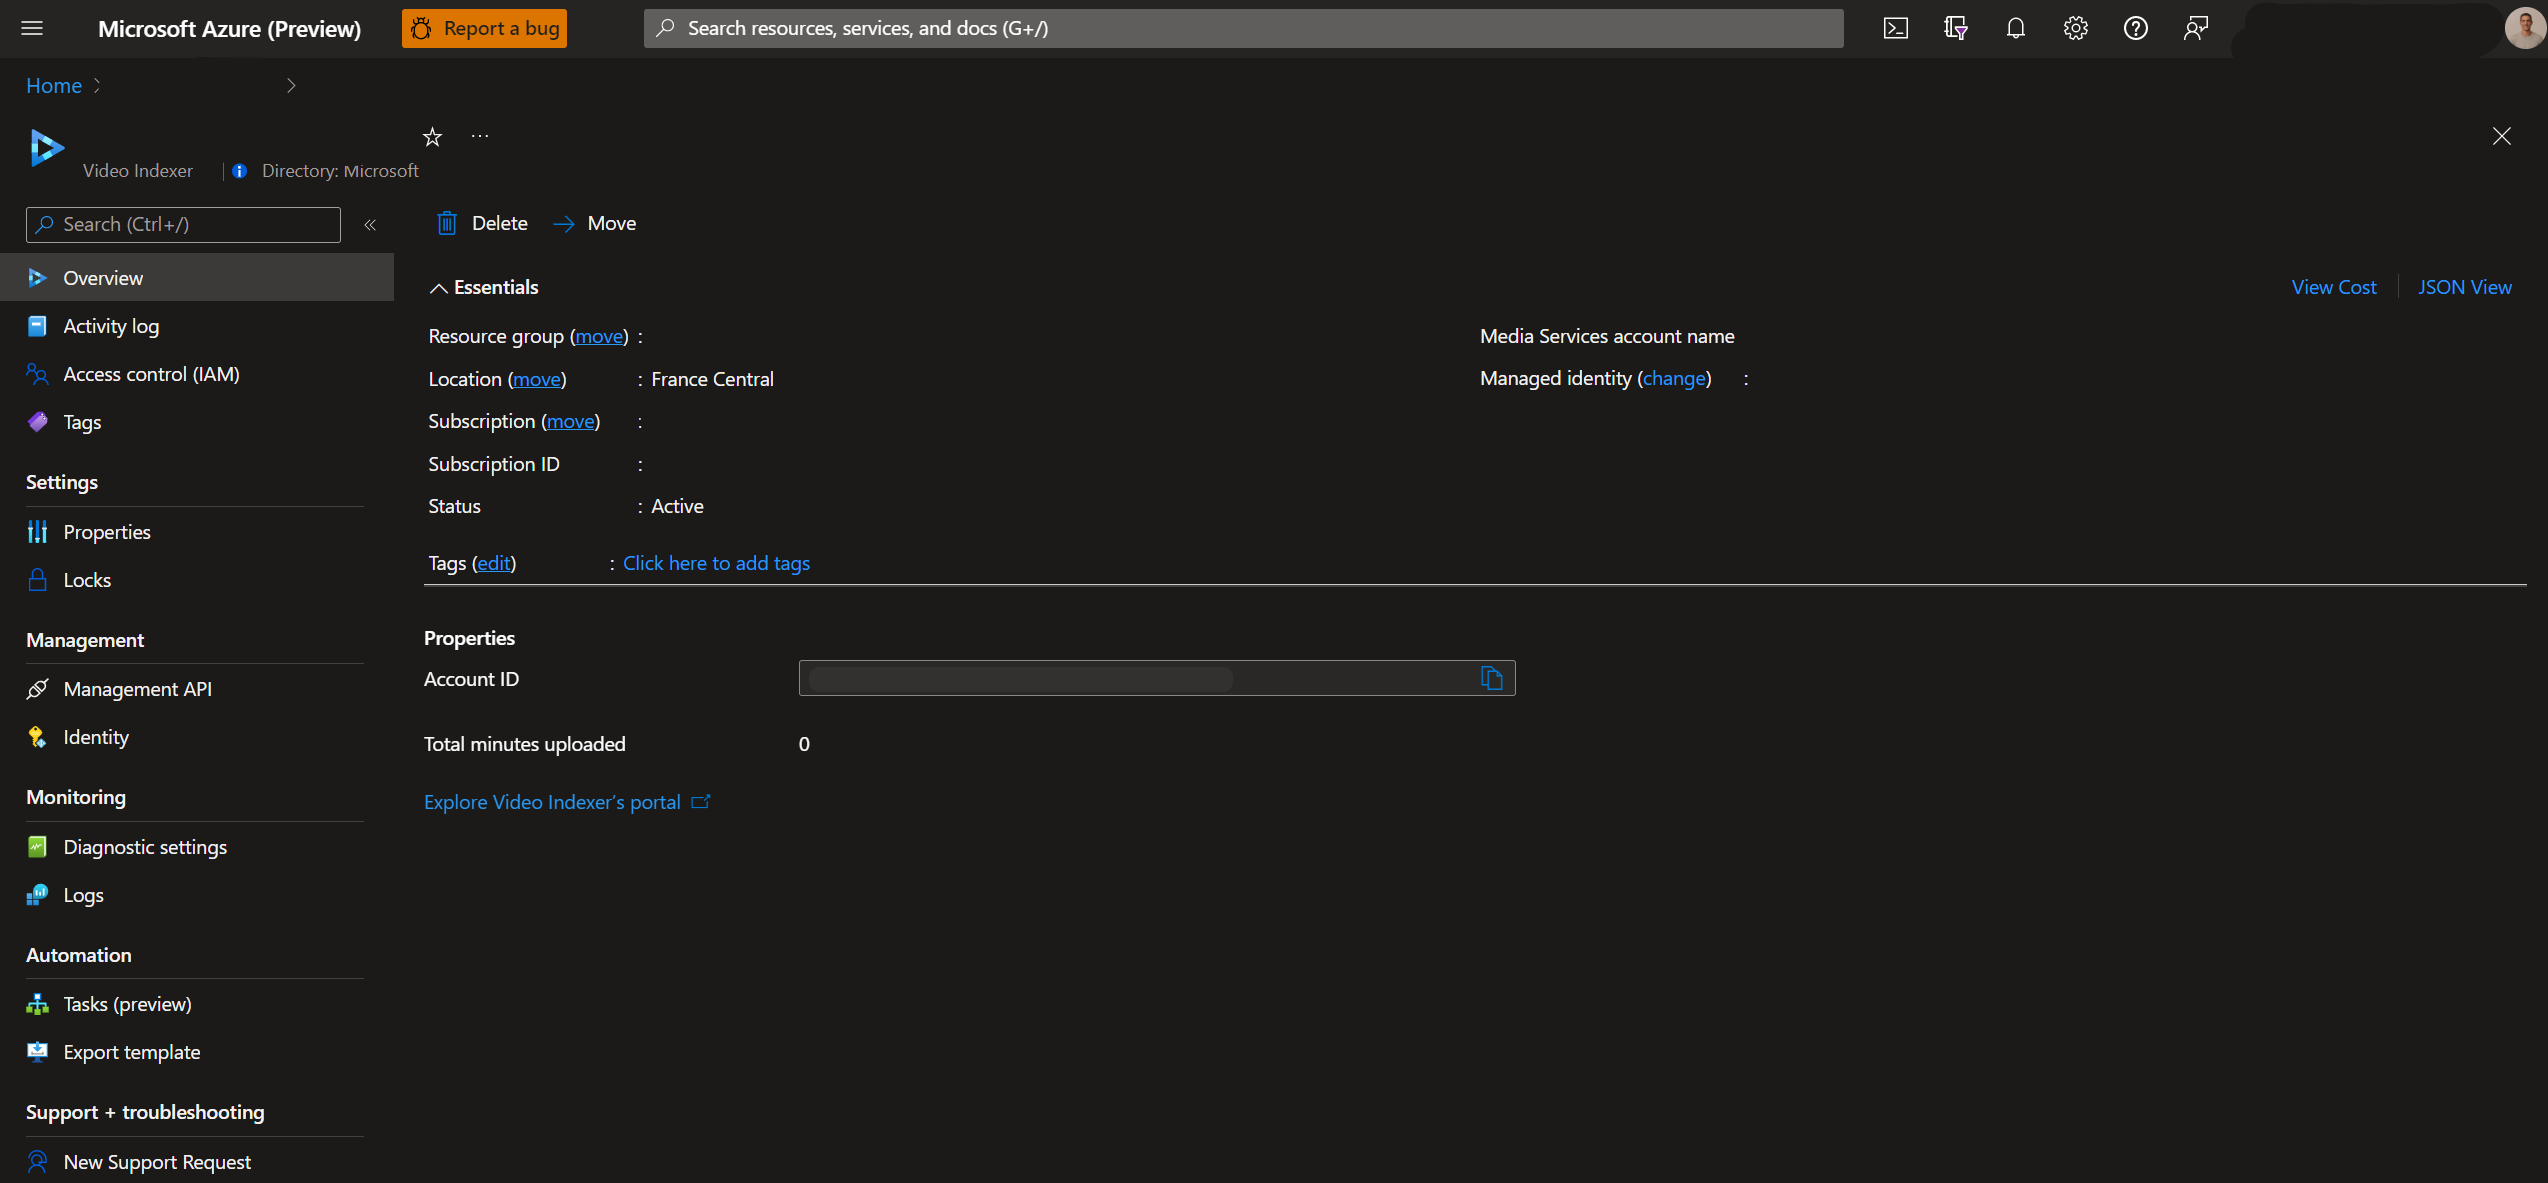 Microsoft Azure (Preview)
Report a bug
Search resources, services, and docs (G+/)
Home
Video Indexer
Directory: Microsoft
Search (Ctrl+/)
«
Overview
Activity log
Access control (IAM)
Tags
Settings
Properties
Locks
Management
Management API
Identity
Monitoring
Diagnostic settings
Logs
Automation
Tasks (preview)
Export template
Support + troubleshooting
New Support Request
Delete
Move
Essentials
View Cost
JSON View
Resource group (move) :
Location (move) : France Central
Subscription (move) :
Subscription ID :
Status : Active
Media Services account name
Managed identity (change) :
Tags (edit) : Click here to add tags
Properties
Account ID
Total minutes uploaded 0
Explore Video Indexer's portal